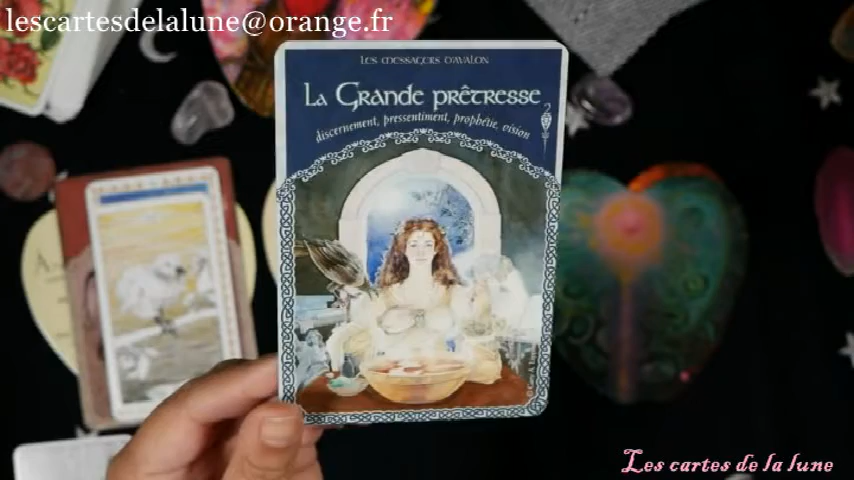 lescartesdelalune@orange.fr
Les messagers d'Avalon
La Grande prêtresse
discernement, pressentiment, prophétie, vision
Les cartes de la lune